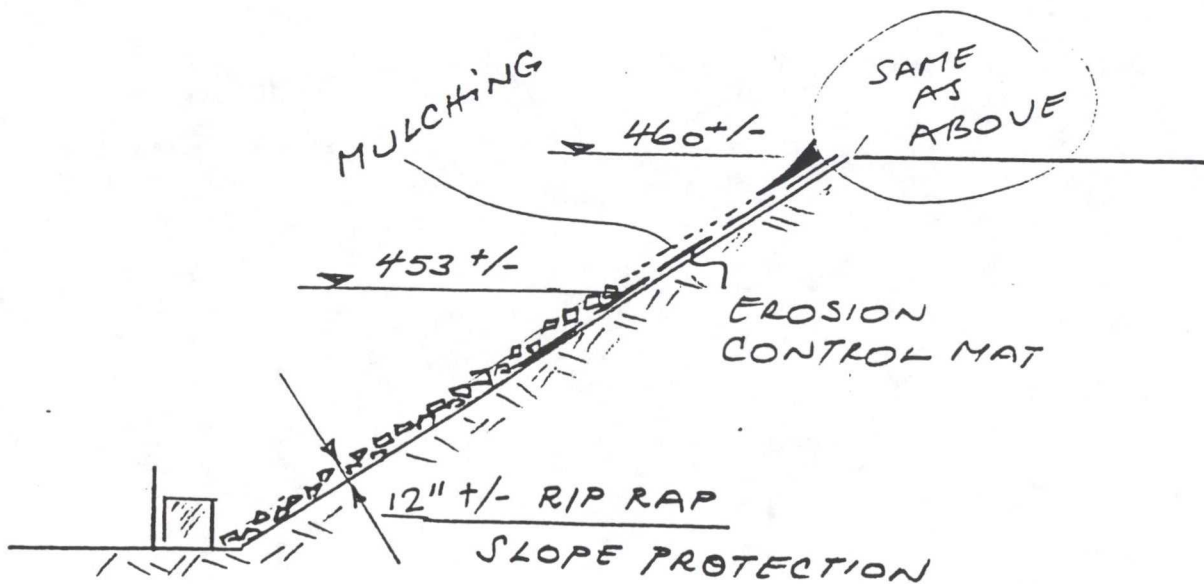 SAME
AS
ABOVE
MULCHING
460 +/-
453 +/-
EROSION
CONTROL MAT
12" +/- RIP RAP
SLOPE PROTECTION